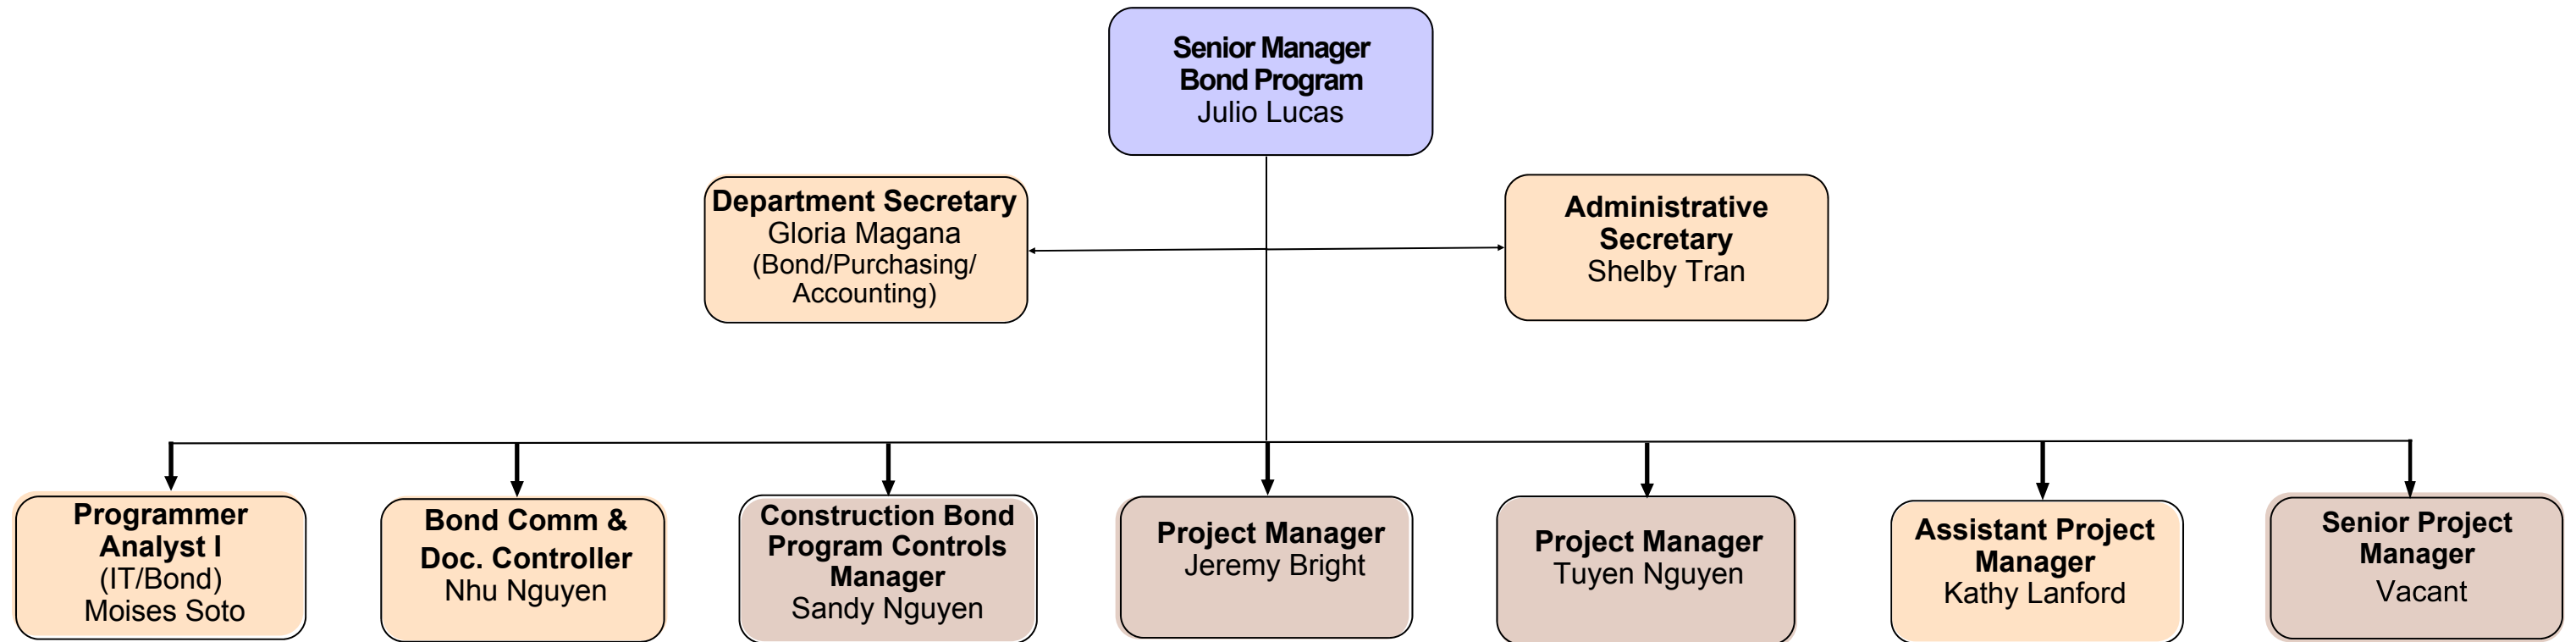 Senior Manager
Bond Program
Julio Lucas
Department Secretary
Gloria Magana
(Bond/Purchasing/
Accounting)
Administrative
Secretary
Shelby Tran
Programmer
Analyst I
(IT/Bond)
Moises Soto
Bond Comm &
Doc. Controller
Nhu Nguyen
Construction Bond
Program Controls
Manager
Sandy Nguyen
Project Manager
Jeremy Bright
Project Manager
Tuyen Nguyen
Assistant Project
Manager
Kathy Lanford
Senior Project
Manager
Vacant